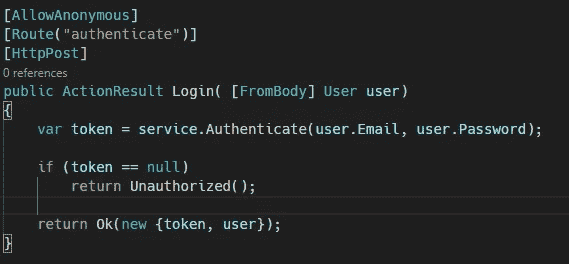 [AllowAnonymous]
[Route("authenticate")]
[HttpPost]
0 references
public ActionResult Login( [FromBody] User user)
{
    var token = service.Authenticate(user.Email, user.Password);
    if (token == null)
        return Unauthorized();
    return Ok(new {token, user});
}